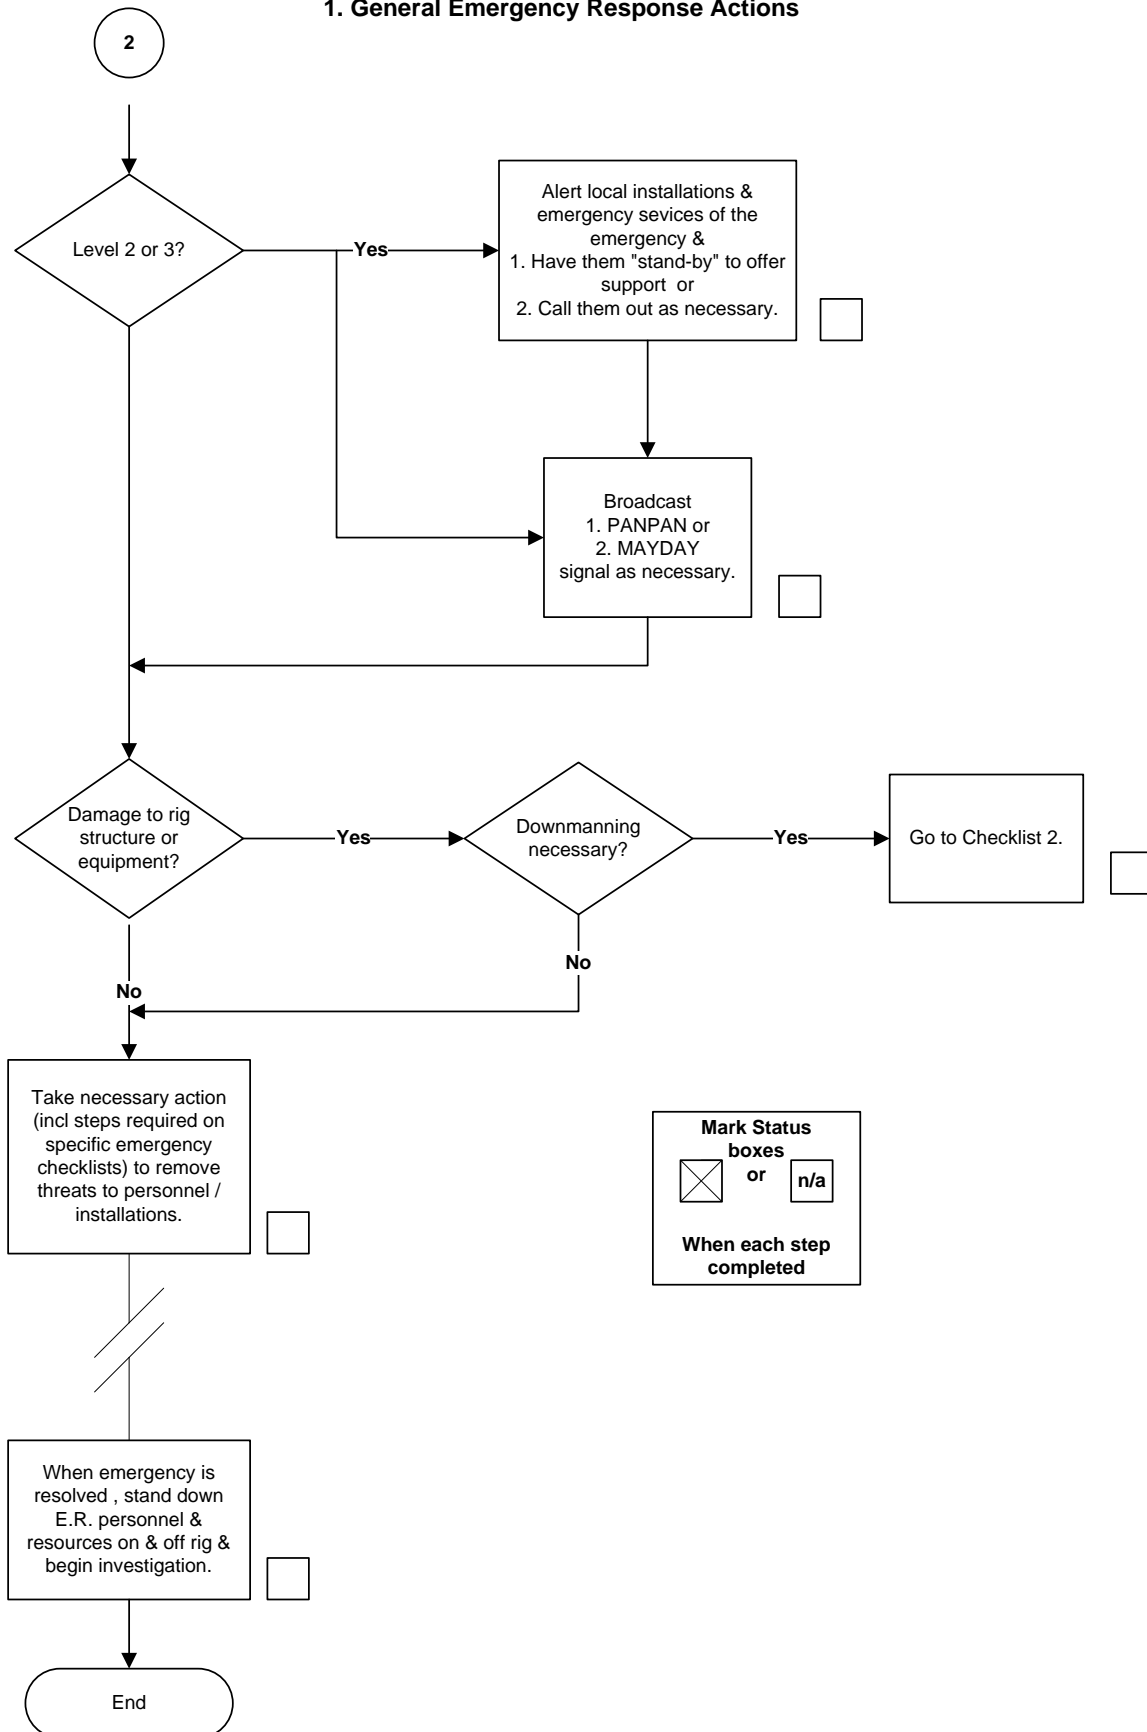 1. General Emergency Response Actions
2
Level 2 or 3?
Yes
Alert local installations &
emergency sevices of the
emergency &
1. Have them "stand-by" to offer
support or
2. Call them out as necessary.
Broadcast
1. PANPAN or
2. MAYDAY
signal as necessary.
Damage to rig
structure or
equipment?
Yes
Downmanning
necessary?
Yes
Go to Checklist 2.
No
No
Take necessary action
(incl steps required on
specific emergency
checklists) to remove
threats to personnel /
installations.
Mark Status
boxes
or
n/a
When each step
completed
When emergency is
resolved , stand down
E.R. personnel &
resources on & off rig &
begin investigation.
End